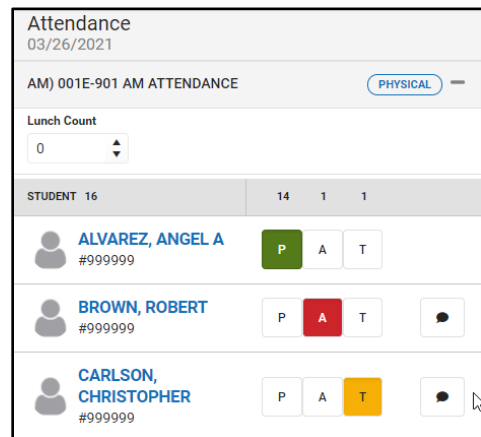 Attendance
03/26/2021
AM) 001E-901 AM ATTENDANCE PHYSICAL
Lunch Count
0
STUDENT 16 14 1 1
ALVAREZ, ANGEL A
#999999
P A T
BROWN, ROBERT
#999999
P A T
CARLSON,
CHRISTOPHER
#999999
P A T